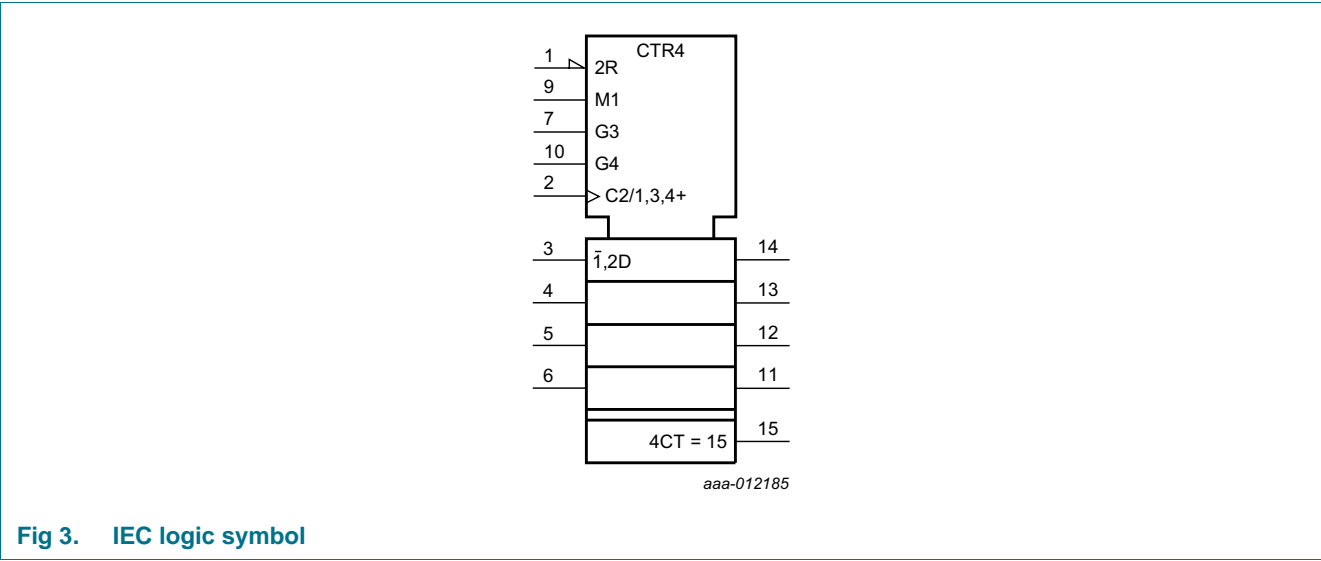 CTR4
1
2R
9
M1
7
G3
10
G4
2
C2/1,3,4+
3
1̄,2D
14
4
13
5
12
6
11
4CT = 15
15
aaa-012185
Fig 3. IEC logic symbol